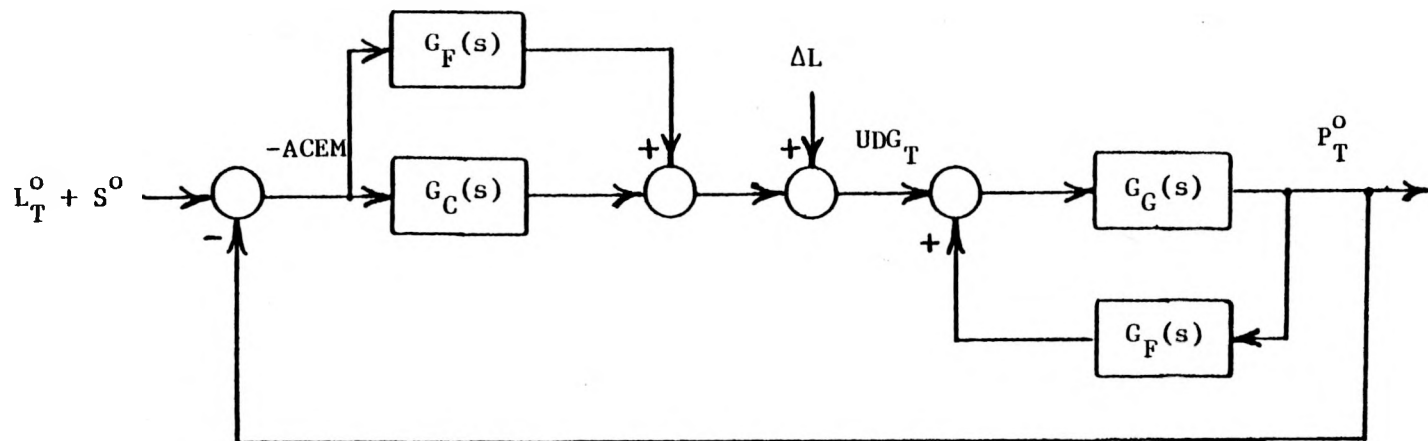 G_F(s)
ΔL
-ACEM
+
+
UDG_T
P_T^o
L_T^o + S^o
G_C(s)
G_G(s)
-
+
G_F(s)